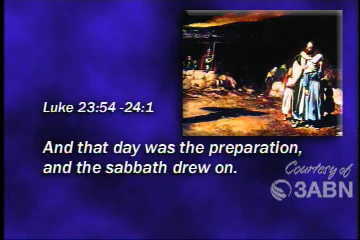 Luke 23:54 -24:1
And that day was the preparation,
and the sabbath drew on.
Courtesy of
3ABN